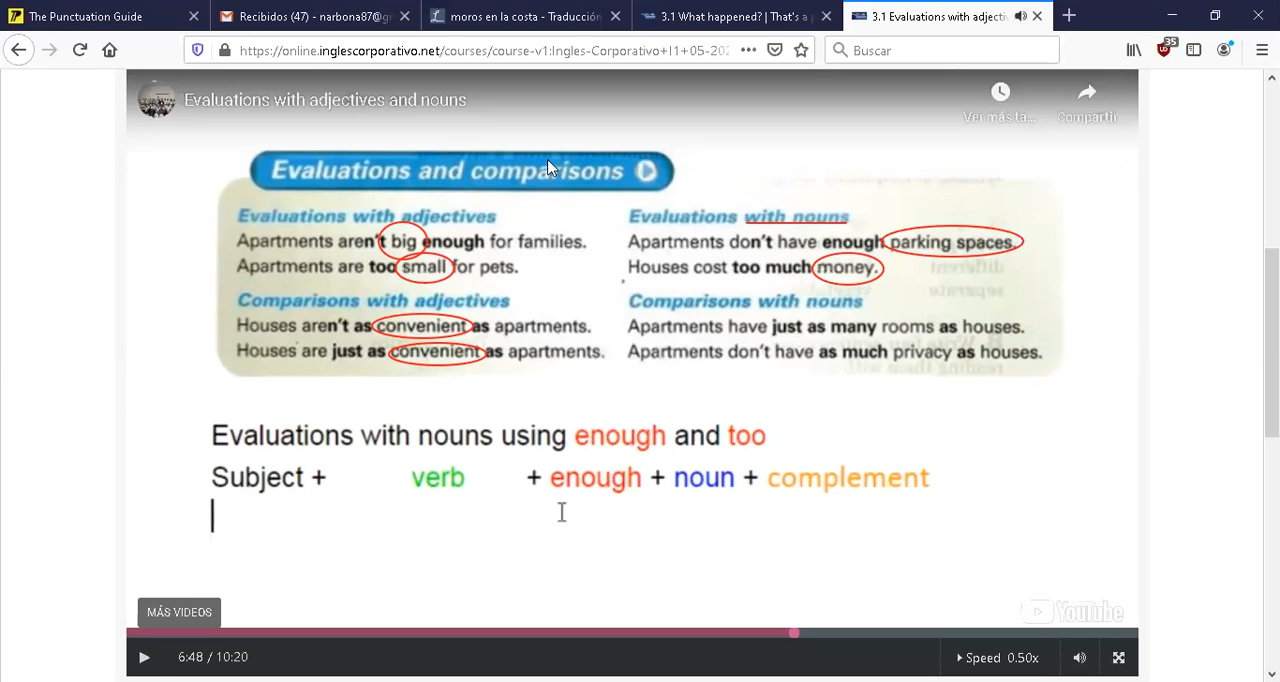 The Punctuation Guide
Recibidos (47) - narbona87@g
moros en la costa - Traducción
3.1 What happened? | That's a p
3.1 Evaluations with adjecti
https://online.inglescorporativo.net/courses/course-v1:Ingles-Corporativo+I1+05-202
Buscar
35
Evaluations with adjectives and nouns
Ver más ta...
Compartir
Evaluations and comparisons
Evaluations with adjectives
Apartments aren't big enough for families.
Apartments are too small for pets.
Comparisons with adjectives
Houses aren't as convenient as apartments.
Houses are just as convenient as apartments.
Evaluations with nouns
Apartments don't have enough parking spaces.
Houses cost too much money.
Comparisons with nouns
Apartments have just as many rooms as houses.
Apartments don't have as much privacy as houses.
Evaluations with nouns using enough and too
Subject + verb + enough + noun + complement
MÁS VIDEOS
YouTube
6:48 / 10:20
Speed 0.50x